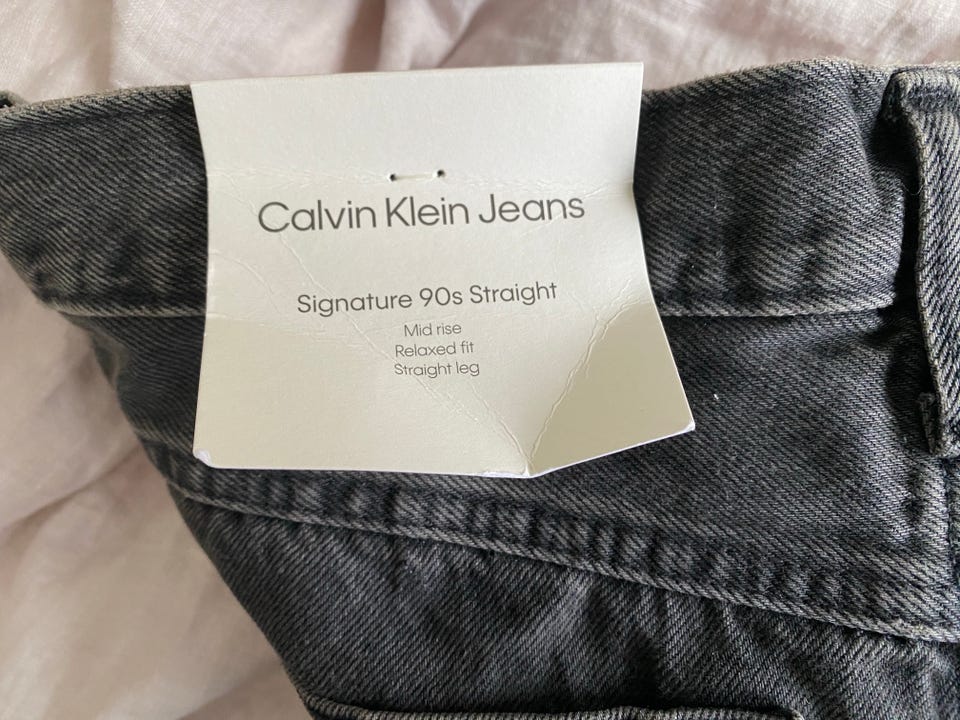 Calvin Klein Jeans
Signature 90s Straight
Mid rise
Relaxed fit
Straight leg